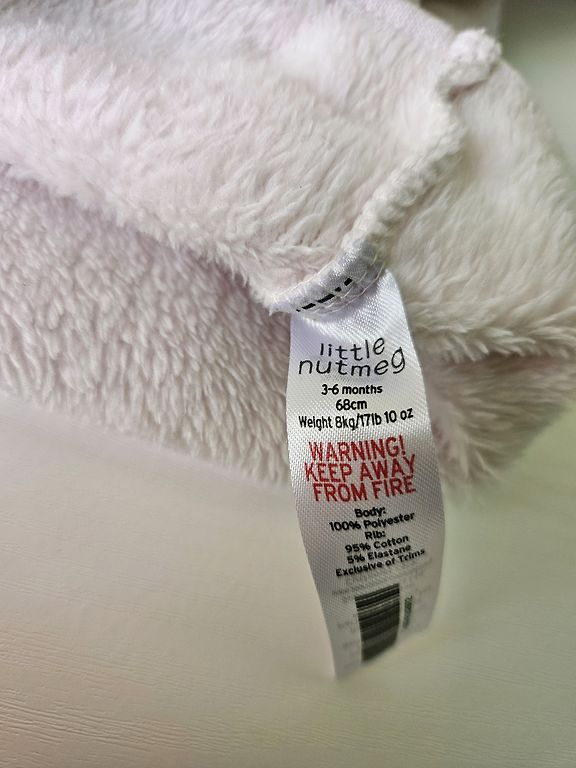 little
nutmeg
3-6 months
68cm
Weight 8kg/17lb 10 oz
WARNING!
KEEP AWAY
FROM FIRE
Body:
100% Polyester
Rib:
95% Cotton
5% Elastane
Exclusive of Trims